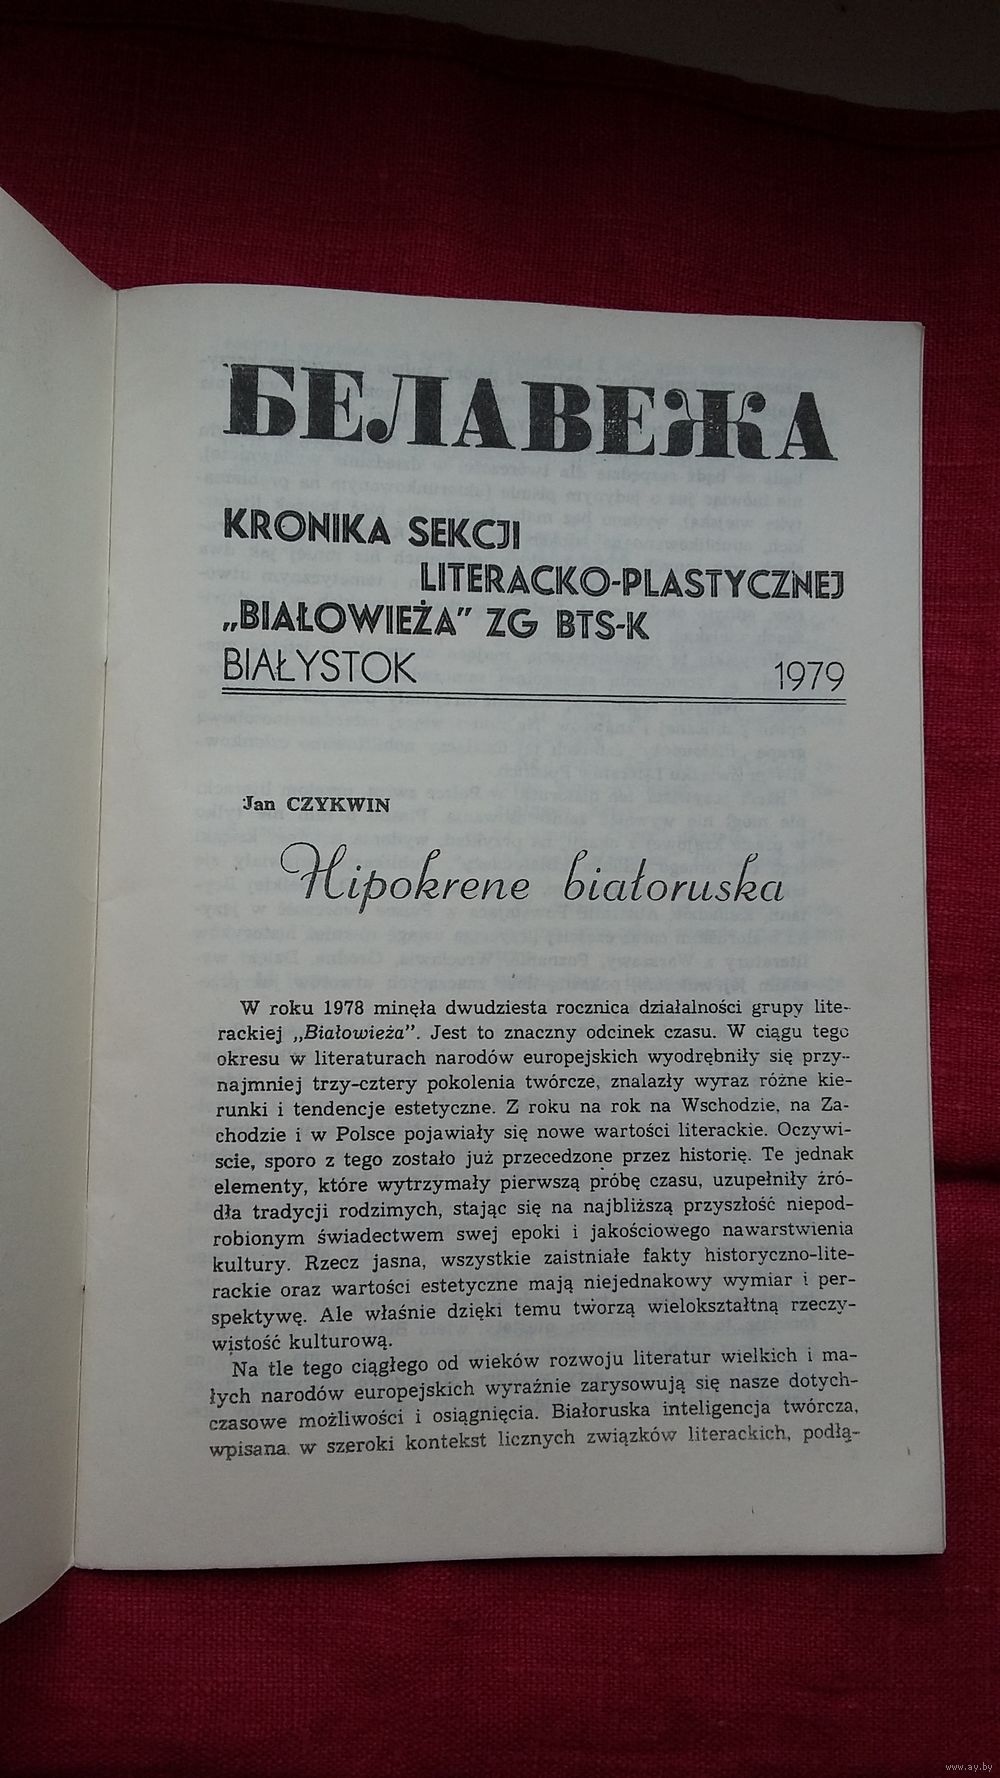 БЕЛАВЕЖА
KRONIKA SEKCJI
LITERACKO-PLASTYCZNEJ
„BIAŁOWIEŻA” ZG BTS-K
BIAŁYSTOK 1979
Jan CZYKWIN
Hipokrene białoruska
W roku 1978 minęła dwudziesta rocznica działalności grupy lite-
rackiej „Białowieża”. Jest to znaczny odcinek czasu. W ciągu tego
okresu w literaturach narodów europejskich wyodrębniły się przy-
najmniej trzy-cztery pokolenia twórcze, znalazły wyraz różne kie-
runki i tendencje estetyczne. Z roku na rok na Wschodzie, na Za-
chodzie i w Polsce pojawiały się nowe wartości literackie. Oczywi-
scie, sporo z tego zostało już przecedzone przez historię. Te jednak
elementy, które wytrzymały pierwszą próbę czasu, uzupełniły źró-
dła tradycji rodzimych, stając się na najbliższą przyszłość niepod-
robionym świadectwem swej epoki i jakościowego nawarstwienia
kultury. Rzecz jasna, wszystkie zaistniałe fakty historyczno-lite-
rackie oraz wartości estetyczne mają niejednakowy wymiar i per-
spektywę. Ale właśnie dzięki temu tworzą wielokształtną rzeczy-
wistość kulturową.
Na tle tego ciągłego od wieków rozwoju literatur wielkich i ma-
łych narodów europejskich wyraźnie zarysowują się nasze dotych-
czasowe możliwości i osiągnięcia. Białoruska inteligencja twórcza,
wpisana w szeroki kontekst licznych związków literackich, podłą-
www.ay.by